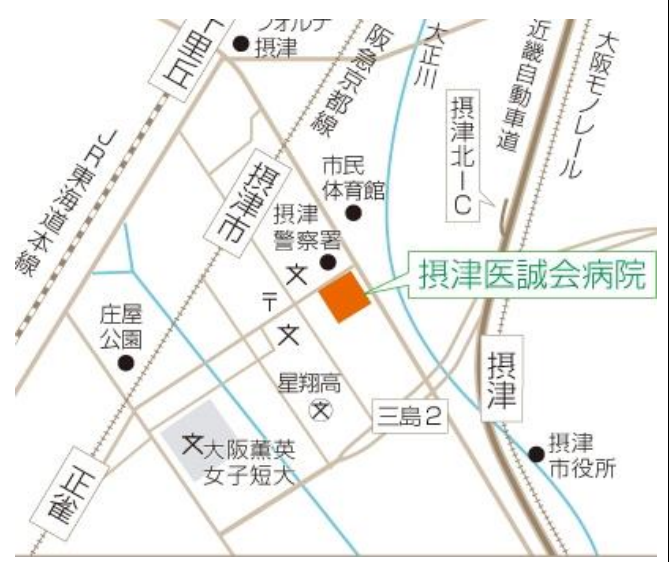 フォルテ
摂津
千里丘
阪急京都線
大正川
近畿自動車道
大阪モノレール
JR東海道本線
摂津市
市民
体育館
摂津北IC
摂津
警察署
文
〒
摂津医誠会病院
庄屋
公園
文
星翔高
文
三島2
摂津
文
大阪薫英
女子短大
正雀
摂津
市役所